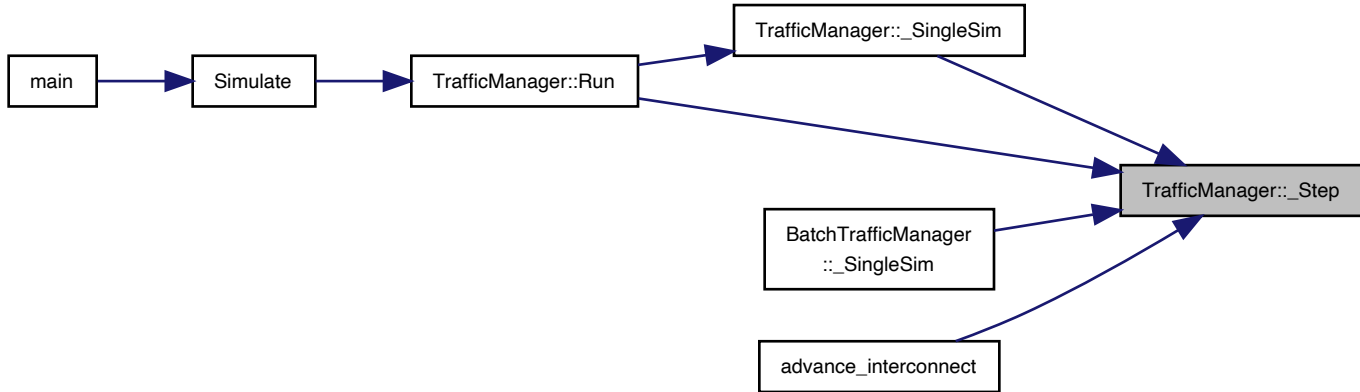 main
Simulate
TrafficManager::Run
TrafficManager::_SingleSim
TrafficManager::_Step
BatchTrafficManager
::_SingleSim
advance_interconnect